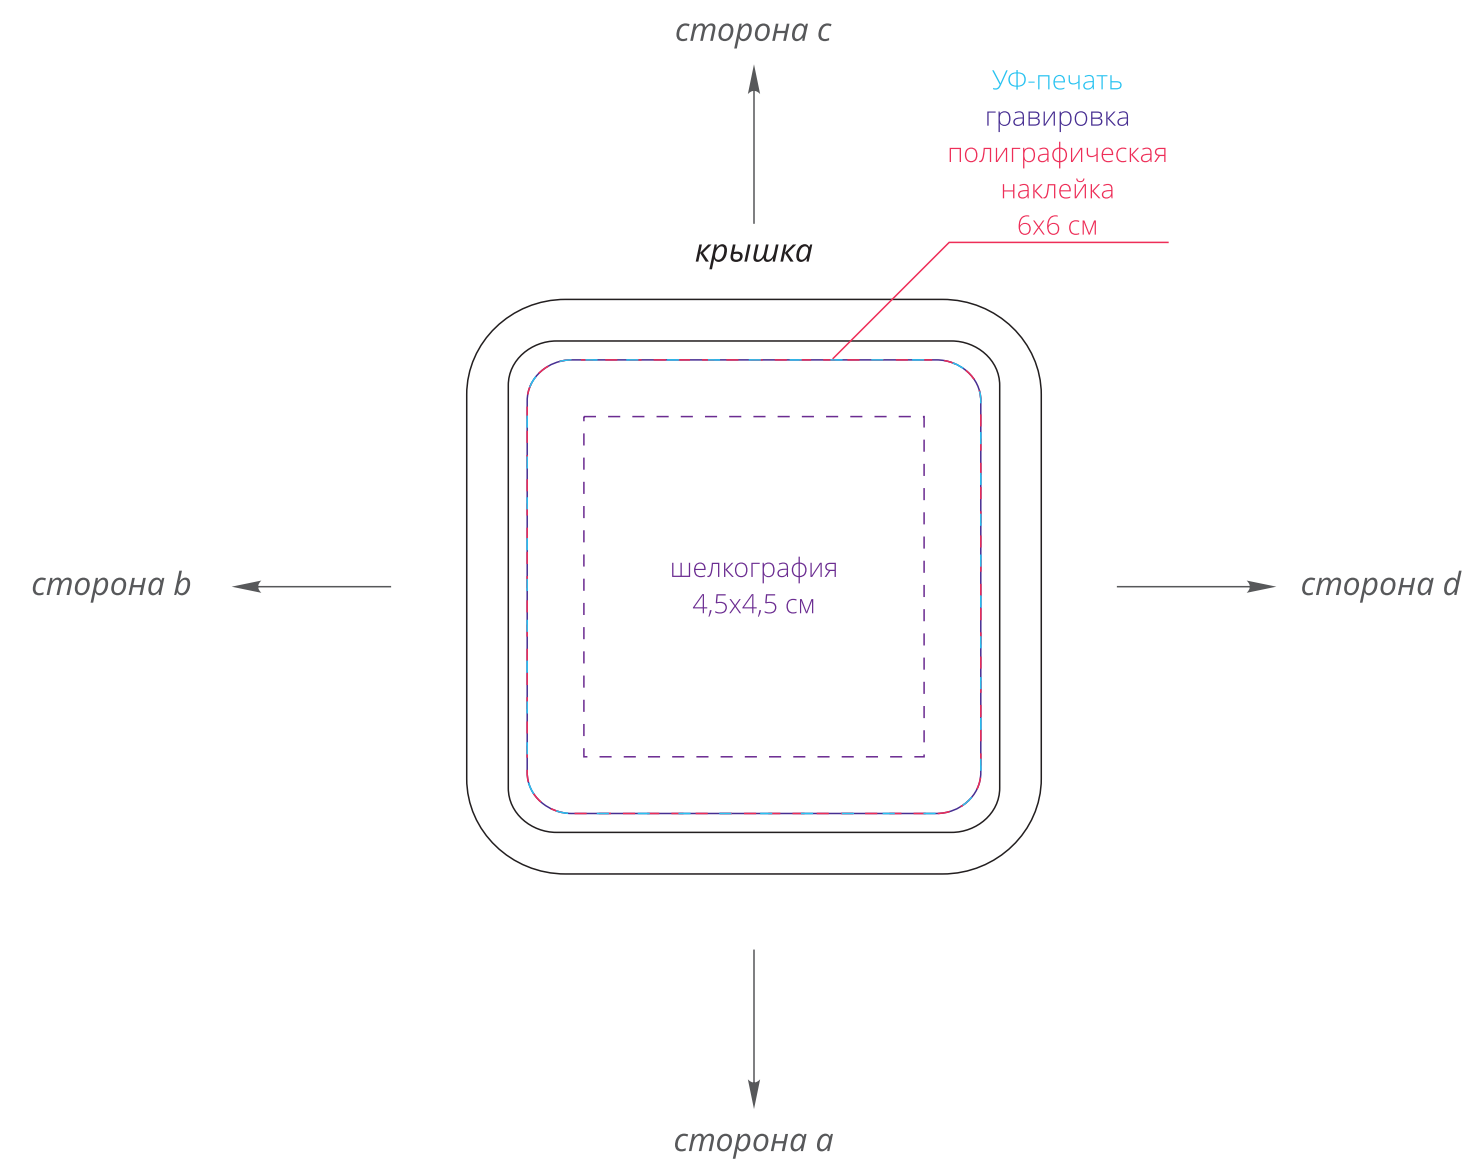 сторона c
УФ-печать
гравировка
полиграфическая
наклейка
6х6 см
крышка
шелкография
4,5х4,5 см
сторона b
сторона d
сторона a